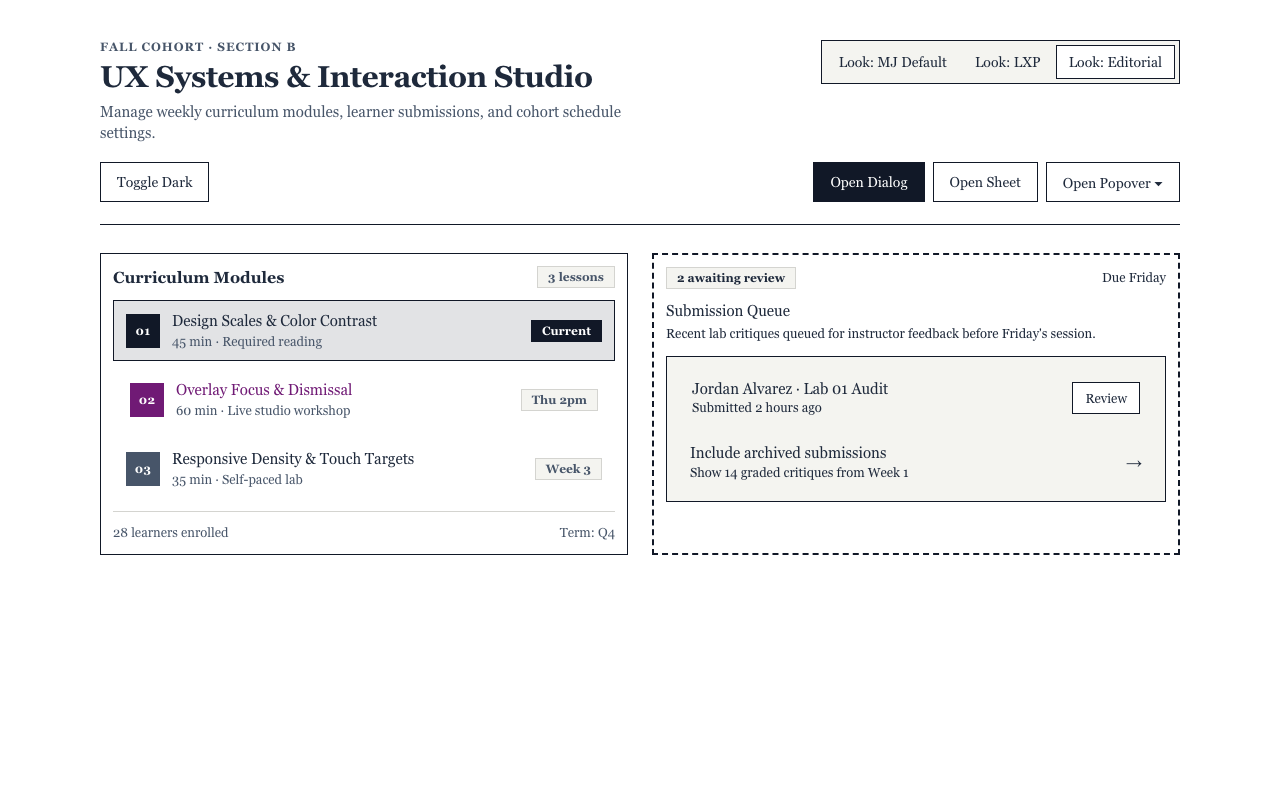 FALL COHORT · SECTION B
UX Systems & Interaction Studio
Manage weekly curriculum modules, learner submissions, and cohort schedule
settings.
Look: MJ Default
Look: LXP
Look: Editorial
Toggle Dark
Open Dialog
Open Sheet
Open Popover
Curriculum Modules
3 lessons
01
Design Scales & Color Contrast
45 min · Required reading
Current
02
Overlay Focus & Dismissal
60 min · Live studio workshop
Thu 2pm
03
Responsive Density & Touch Targets
35 min · Self-paced lab
Week 3
28 learners enrolled
Term: Q4
2 awaiting review
Due Friday
Submission Queue
Recent lab critiques queued for instructor feedback before Friday's session.
Jordan Alvarez · Lab 01 Audit
Submitted 2 hours ago
Review
Include archived submissions
Show 14 graded critiques from Week 1
→